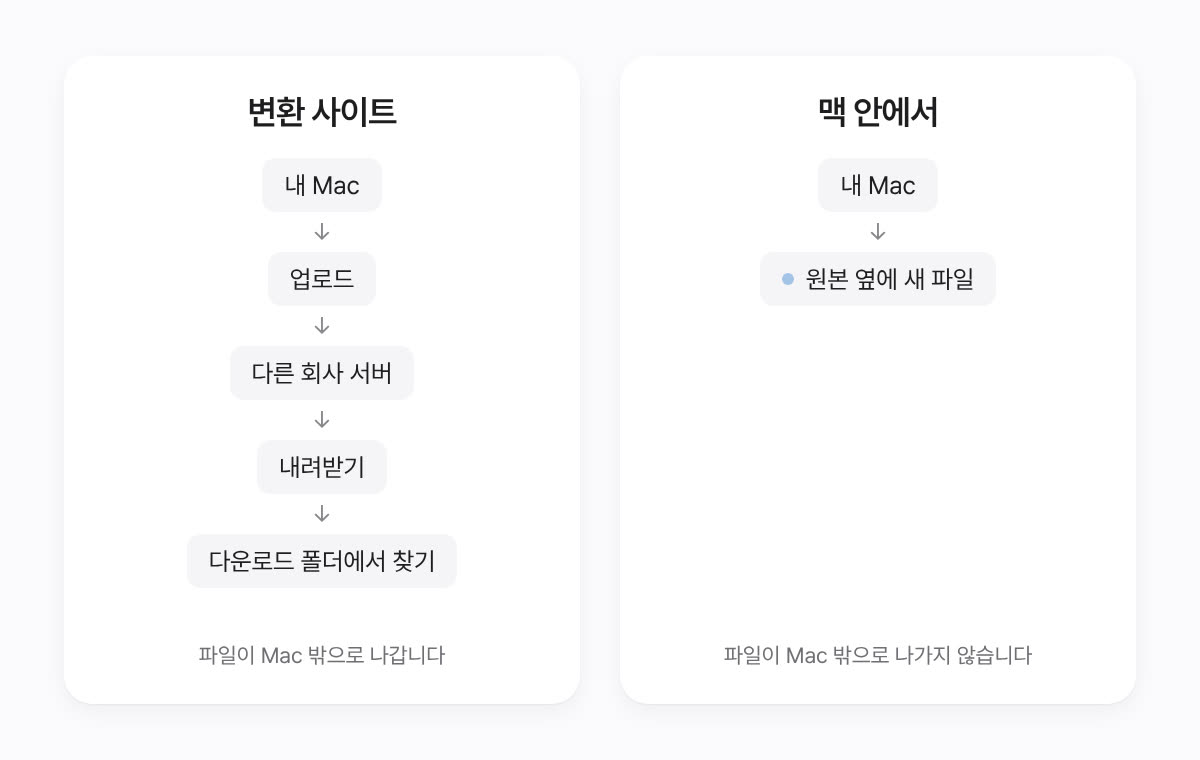 변환 사이트
내 Mac
↓
업로드
↓
다른 회사 서버
↓
내려받기
↓
다운로드 폴더에서 찾기
파일이 Mac 밖으로 나갑니다
맥 안에서
내 Mac
↓
원본 옆에 새 파일
파일이 Mac 밖으로 나가지 않습니다